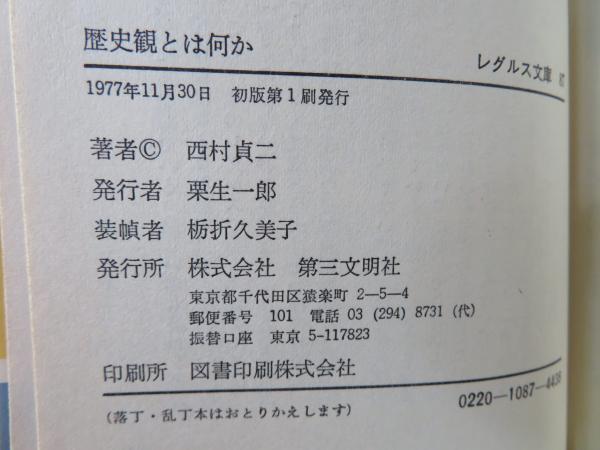 歴史観とは何か
レグルス文庫 87
1977年11月30日 初版第1刷発行
著者© 西村貞二
発行者 栗生一郎
装幀者 栃折久美子
発行所 株式会社 第三文明社
東京都千代田区猿楽町 2—5—4
郵便番号 101 電話 03 (294) 8731 (代)
振替口座 東京 5-117823
印刷所 図書印刷株式会社
(落丁・乱丁本はおとりかえします)
0220—1087—4438